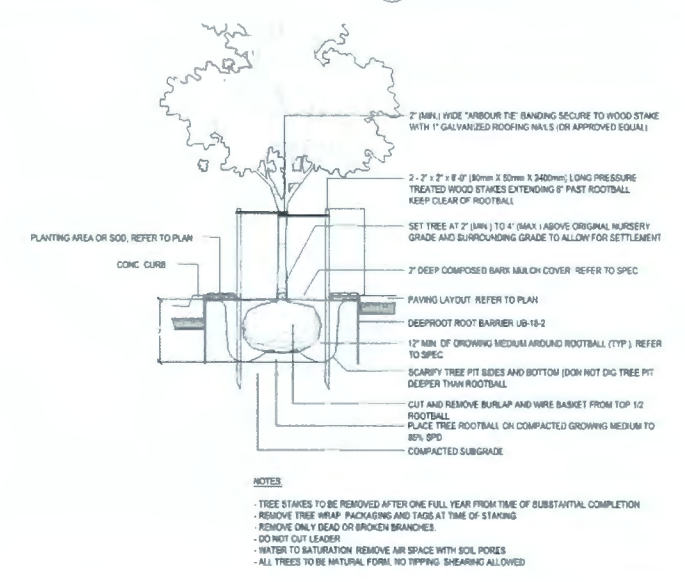 2" (MIN.) WIDE "ARBOUR TIE" BANDING SECURE TO WOOD STAKE
WITH 1" GALVANIZED ROOFING NAILS (OR APPROVED EQUAL)
2 - 2" x 2" x 8'-0" (50mm X 50mm X 2400mm) LONG PRESSURE
TREATED WOOD STAKES EXTENDING 6" PAST ROOTBALL
KEEP CLEAR OF ROOTBALL
SET TREE AT 2" (MIN.) TO 4" (MAX.) ABOVE ORIGINAL NURSERY
GRADE AND SURROUNDING GRADE TO ALLOW FOR SETTLEMENT
PLANTING AREA OR SOD, REFER TO PLAN
CONC. CURB
2" DEEP COMPOSED BARK MULCH COVER REFER TO SPEC
PAVING LAYOUT REFER TO PLAN
DEEPROOT ROOT BARRIER UB-18-2
12" MIN. OF GROWING MEDIUM AROUND ROOTBALL (TYP.), REFER
TO SPEC
SCARIFY TREE PIT SIDES AND BOTTOM (DON NOT DIG TREE PIT
DEEPER THAN ROOTBALL
CUT AND REMOVE BURLAP AND WIRE BASKET FROM TOP 1/2
ROOTBALL
PLACE TREE ROOTBALL ON COMPACTED GROWING MEDIUM TO
85% SPD
COMPACTED SUBGRADE
NOTES:
- TREE STAKES TO BE REMOVED AFTER ONE FULL YEAR FROM TIME OF SUBSTANTIAL COMPLETION
- REMOVE TREE WRAP PACKAGING AND TAGS AT TIME OF STAKING
- REMOVE ONLY DEAD OR BROKEN BRANCHES.
- DO NOT CUT LEADER
- WATER TO SATURATION REMOVE AIR SPACE WITH SOIL PORES
- ALL TREES TO BE NATURAL FORM, NO TIPPING, SHEARING ALLOWED